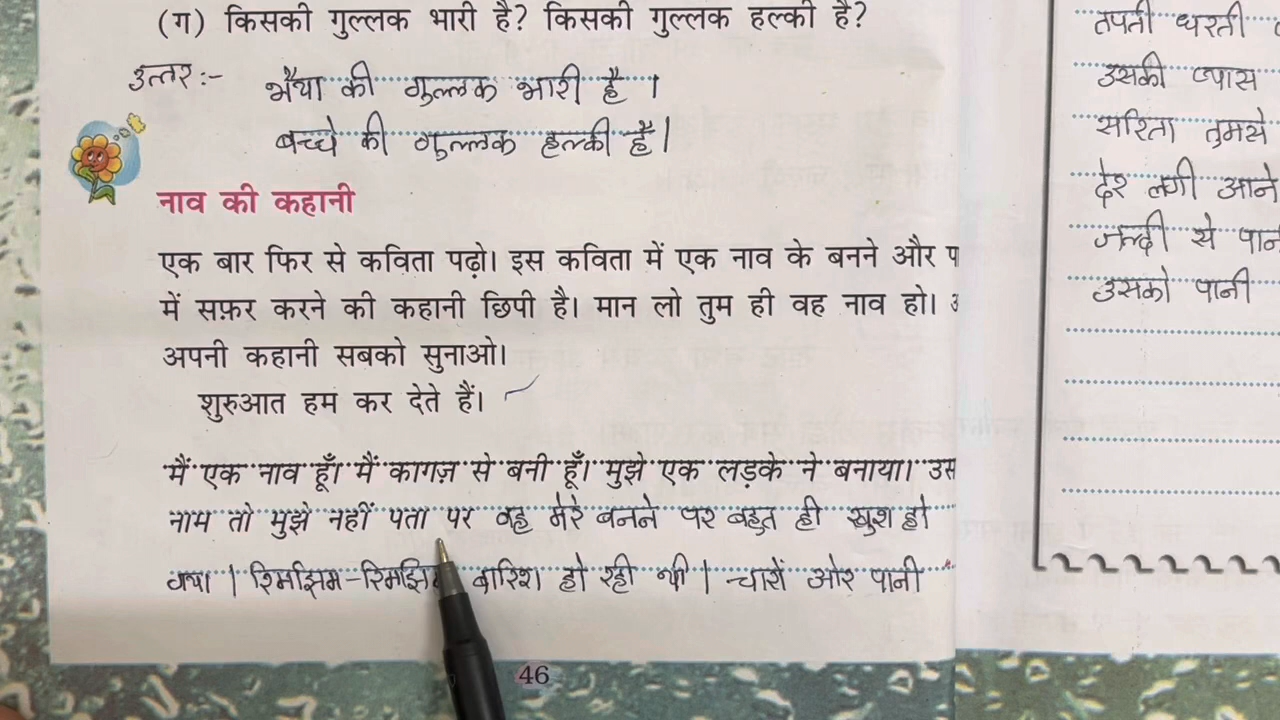 (ग) किसकी गुल्लक भारी है? किसकी गुल्लक हल्की है?
उत्तर:- भैया की गुल्लक भारी है ।
बच्चे की गुल्लक हल्की है।
नाव की कहानी
एक बार फिर से कविता पढ़ो। इस कविता में एक नाव के बनने और प
में सफ़र करने की कहानी छिपी है। मान लो तुम ही वह नाव हो।
अपनी कहानी सबको सुनाओ।
शुरुआत हम कर देते हैं।
मैं एक नाव हूँ। मैं कागज़ से बनी हूँ। मुझे एक लड़के ने बनाया। उस
नाम तो मुझे नहीं पता पर वह मेरे बनने पर बहुत ही खुश हो
गया | रिमझिम-रिमझिम बारिश हो रही थी | चारों ओर पानी
46
तपती धरती
उसकी प्यास
सरिता तुमसे
देर लगी आने
जल्दी से पानी
उसको पानी